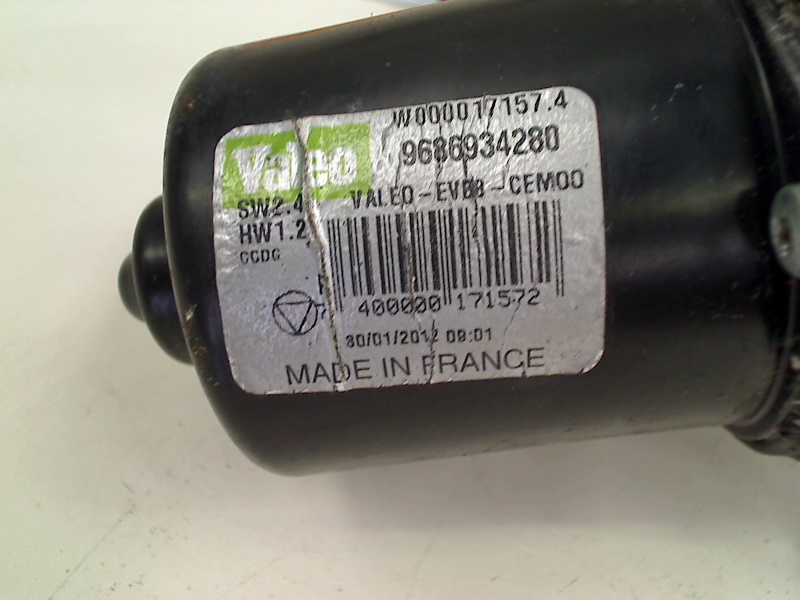 W000017157.4
Valeo
9686934280
SW2.4 VALEO-EVBB-CEM00
HW1.2
CCDG
400000 171572
30/01/2012 09:01
MADE IN FRANCE